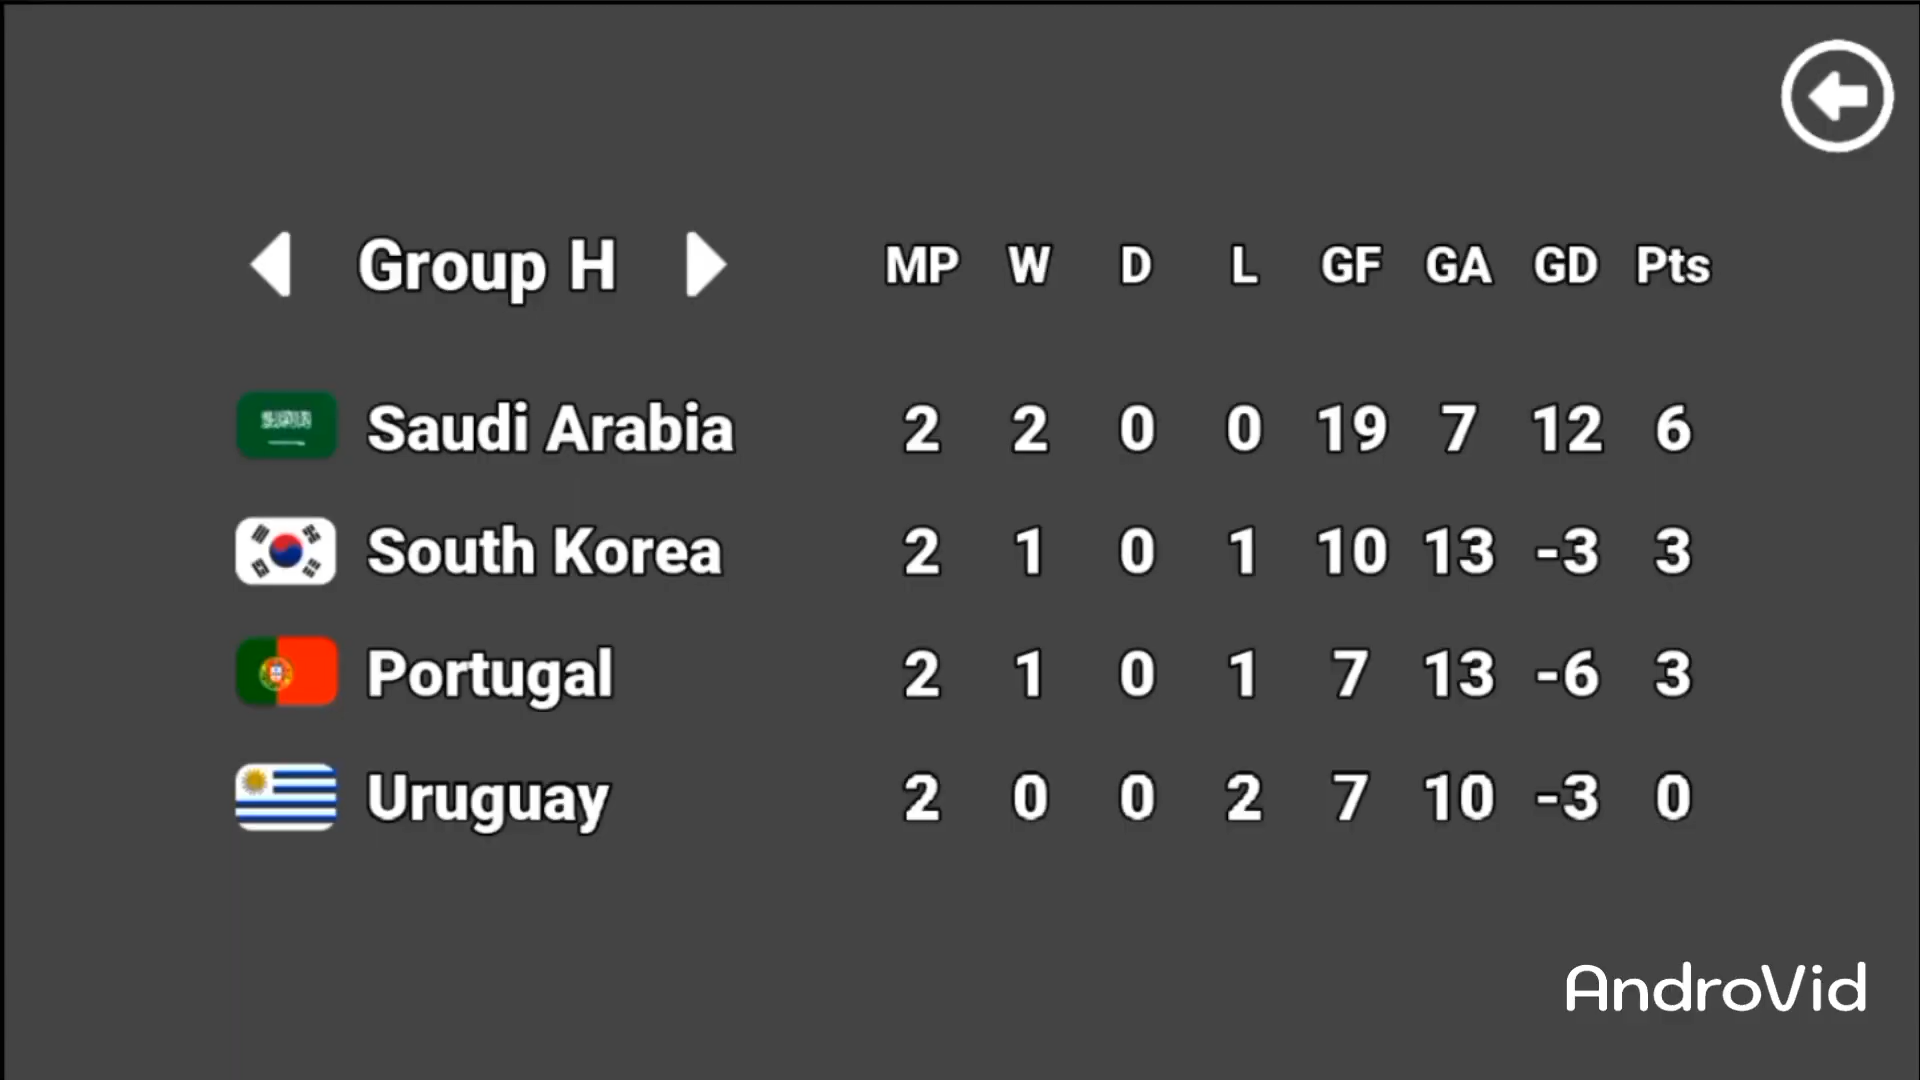 Group H MP W D L GF GA GD Pts
Saudi Arabia 2 2 0 0 19 7 12 6
South Korea 2 1 0 1 10 13 -3 3
Portugal 2 1 0 1 7 13 -6 3
Uruguay 2 0 0 2 7 10 -3 0
AndroVid